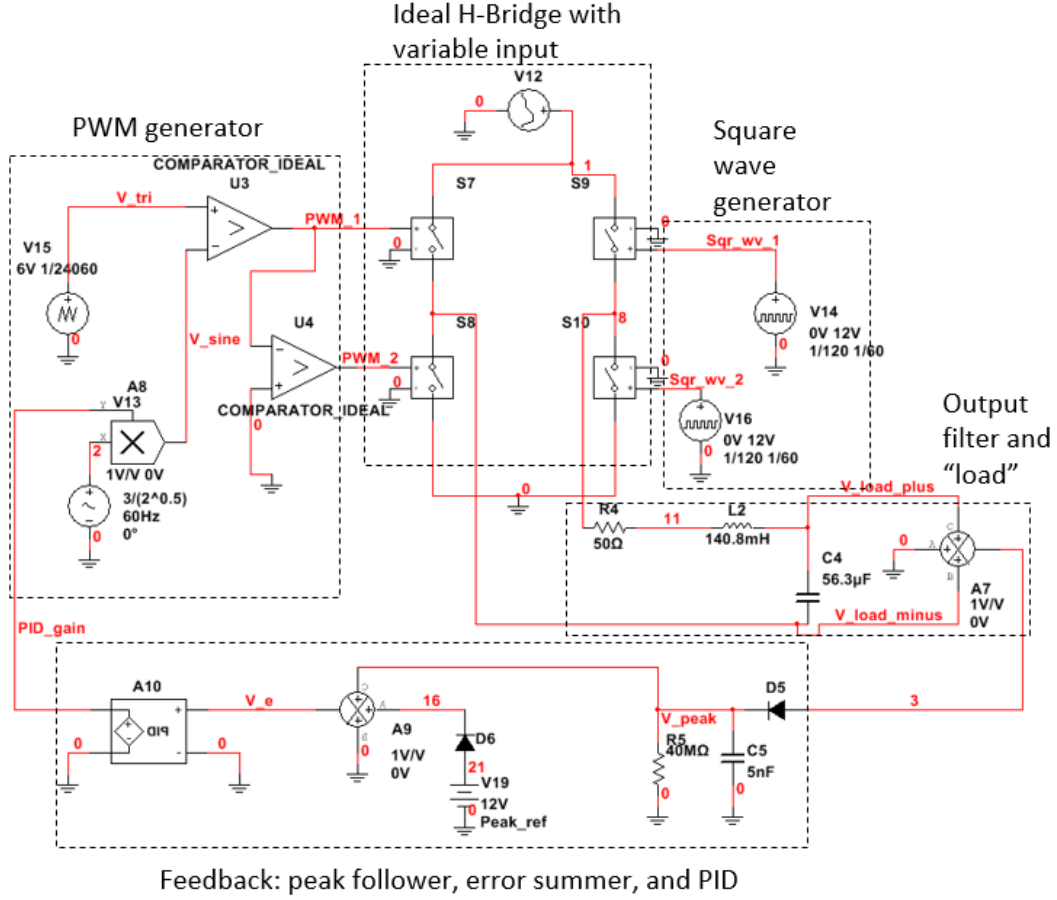 Ideal H-Bridge with
variable input
V12
0
PWM generator
Square
wave
generator
COMPARATOR_IDEAL
U3
1
S7
S9
V_tri
PWM_1
0
0
Sqr_wv_1
V15
6V 1/24060
0
V_sine
U4
S8
S10
8
V14
0V 12V
1/120 1/60
0
PWM_2
0
0
Sqr_wv_2
COMPARATOR_IDEAL
0
A8
V13
Y
X
2
1V/V 0V
V16
0V 12V
1/120 1/60
0
Output
filter and
“load”
3/(2^0.5)
60Hz
0°
0
0
V_load_plus
R4
50Ω
11
L2
140.8mH
C4
56.3µF
0
A
C
B
A7
1V/V
0V
V_load_minus
PID_gain
A10
PID
0
0
V_e
C
A
B
16
A9
1V/V
0V
0
D6
21
V19
12V
0
Peak_ref
V_peak
D5
3
R5
40MΩ
0
C5
5nF
0
Feedback: peak follower, error summer, and PID